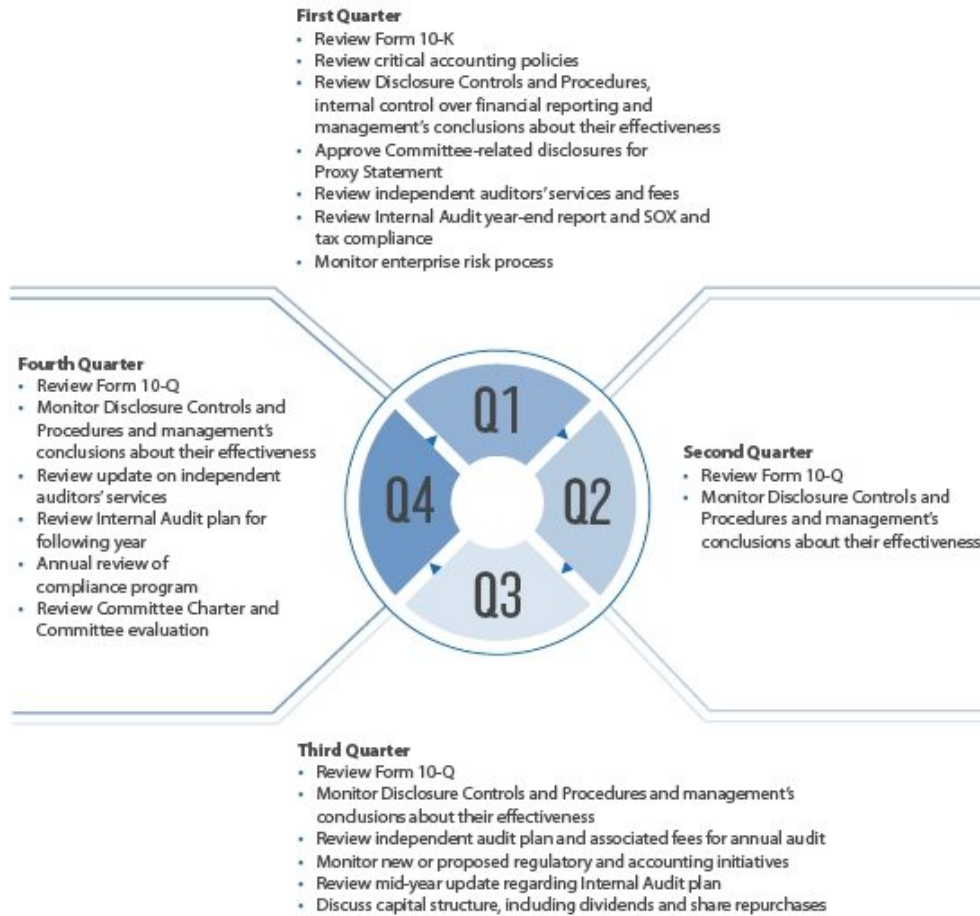 First Quarter
• Review Form 10-K
• Review critical accounting policies
• Review Disclosure Controls and Procedures,
internal control over financial reporting and
management's conclusions about their effectiveness
• Approve Committee-related disclosures for
Proxy Statement
• Review independent auditors' services and fees
• Review Internal Audit year-end report and SOX and
tax compliance
• Monitor enterprise risk process
Fourth Quarter
• Review Form 10-Q
• Monitor Disclosure Controls and
Procedures and management's
conclusions about their effectiveness
• Review update on independent
auditors' services
• Review Internal Audit plan for
following year
• Annual review of
compliance program
• Review Committee Charter and
Committee evaluation
Q1
Q4
Q2
Q3
Second Quarter
• Review Form 10-Q
• Monitor Disclosure Controls and
Procedures and management's
conclusions about their effectiveness
Third Quarter
• Review Form 10-Q
• Monitor Disclosure Controls and Procedures and management's
conclusions about their effectiveness
• Review independent audit plan and associated fees for annual audit
• Monitor new or proposed regulatory and accounting initiatives
• Review mid-year update regarding Internal Audit plan
• Discuss capital structure, including dividends and share repurchases